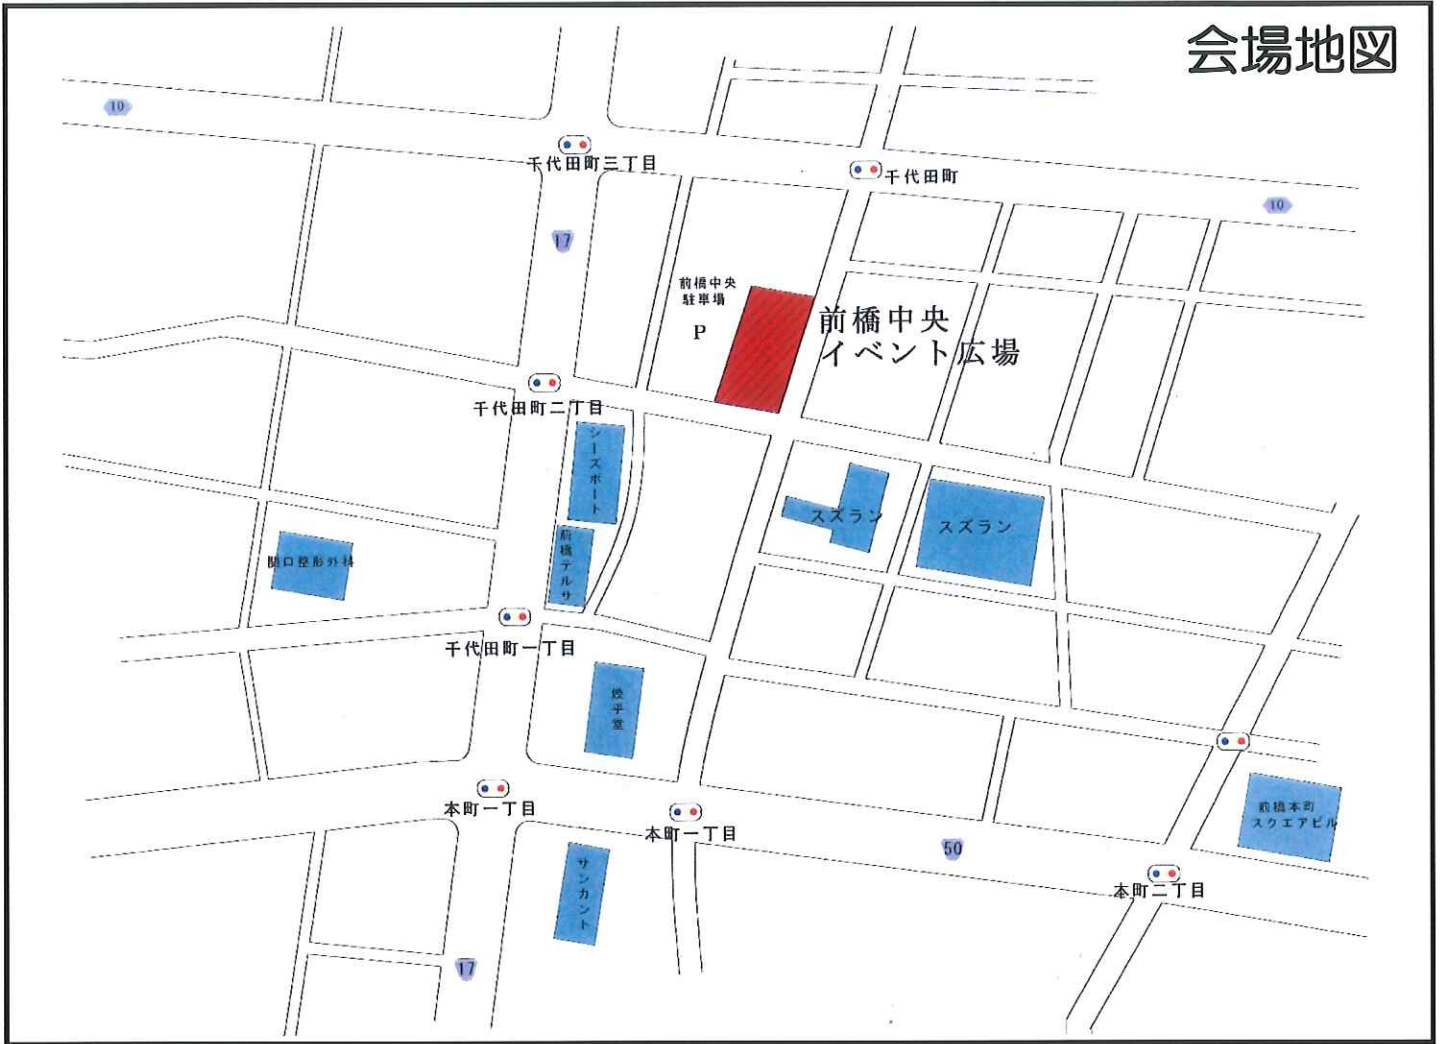 会場地図
10
千代田町三丁目
千代田町
10
17
前橋中央
駐車場
P
前橋中央
イベント広場
千代田町二丁目
シーズポート
スズラン
スズラン
前橋テルサ
関口整形外科
千代田町一丁目
煥乎堂
前橋本町
スクエアビル
本町一丁目
本町一丁目
50
サンカント
本町二丁目
17